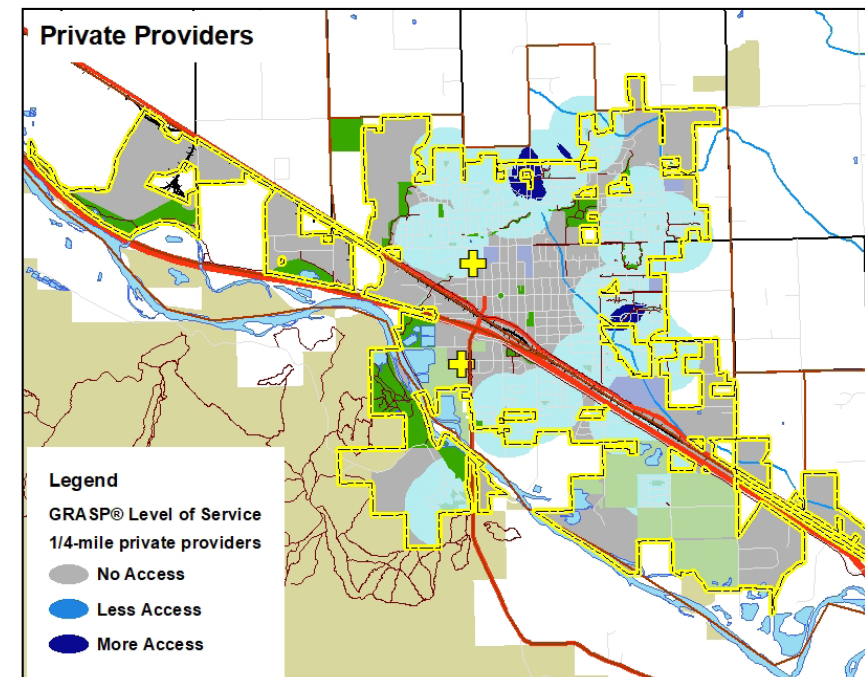 Private Providers
Legend
GRASP® Level of Service
1/4-mile private providers
No Access
Less Access
More Access